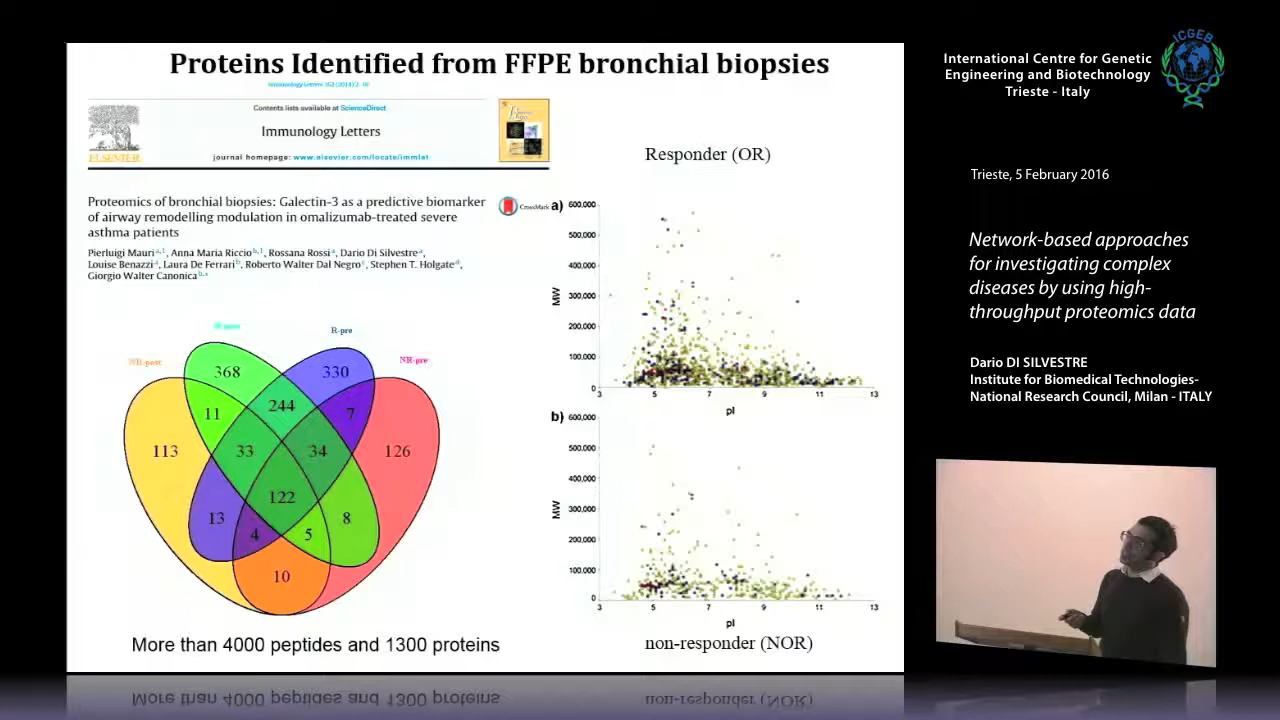 Proteins Identified from FFPE bronchial biopsies
Contents lists available at ScienceDirect
Immunology Letters
journal homepage: www.elsevier.com/locate/immlet
ELSEVIER
Proteomics of bronchial biopsies: Galectin-3 as a predictive biomarker
of airway remodelling modulation in omalizumab-treated severe
asthma patients
CrossMark
Pierluigi Mauri, Anna Maria Riccio, Rossana Rossi, Dario Di Silvestre,
Louise Benazzi, Laura De Ferrari, Roberto Walter Dal Negro, Stephen T. Holgate,
Giorgio Walter Canonica
R-pre
NR-post
NR-pre
368
330
11
244
7
113
33
34
126
122
13
4
5
8
10
More than 4000 peptides and 1300 proteins
Responder (OR)
a)
600,000
500,000
400,000
300,000
200,000
100,000
0
MW
3 5 7 9 11 13
pI
b)
600,000
500,000
400,000
300,000
200,000
100,000
0
MW
3 5 7 9 11 13
pI
non-responder (NOR)
International Centre for Genetic
Engineering and Biotechnology
Trieste - Italy
ICGEB
Trieste, 5 February 2016
Network-based approaches
for investigating complex
diseases by using high-
throughput proteomics data
Dario DI SILVESTRE
Institute for Biomedical Technologies-
National Research Council, Milan - ITALY